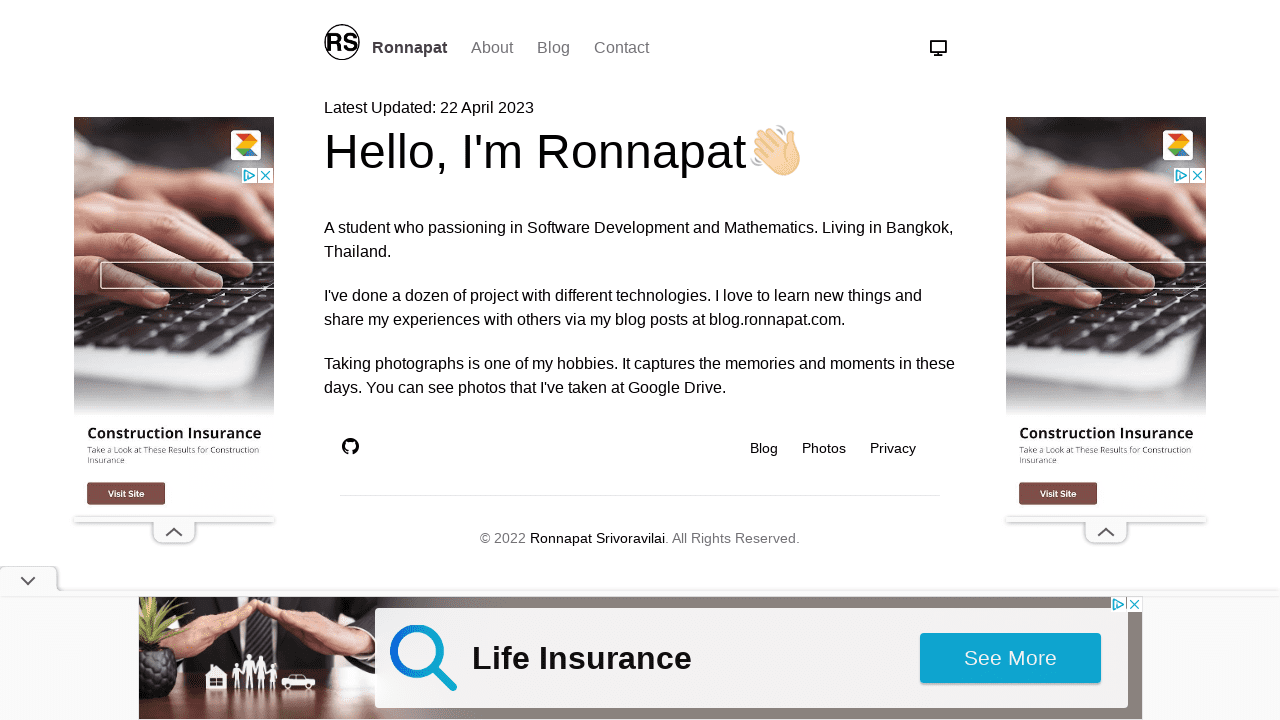 RS Ronnapat About Blog Contact
Latest Updated: 22 April 2023
Hello, I'm Ronnapat
A student who passioning in Software Development and Mathematics. Living in Bangkok,
Thailand.
I've done a dozen of project with different technologies. I love to learn new things and
share my experiences with others via my blog posts at blog.ronnapat.com.
Taking photographs is one of my hobbies. It captures the memories and moments in these
days. You can see photos that I've taken at Google Drive.
Blog Photos Privacy
© 2022 Ronnapat Srivoravilai. All Rights Reserved.
Construction Insurance
Take a Look at These Results for Construction
Insurance
Visit Site
Construction Insurance
Take a Look at These Results for Construction
Insurance
Visit Site
Life Insurance
See More